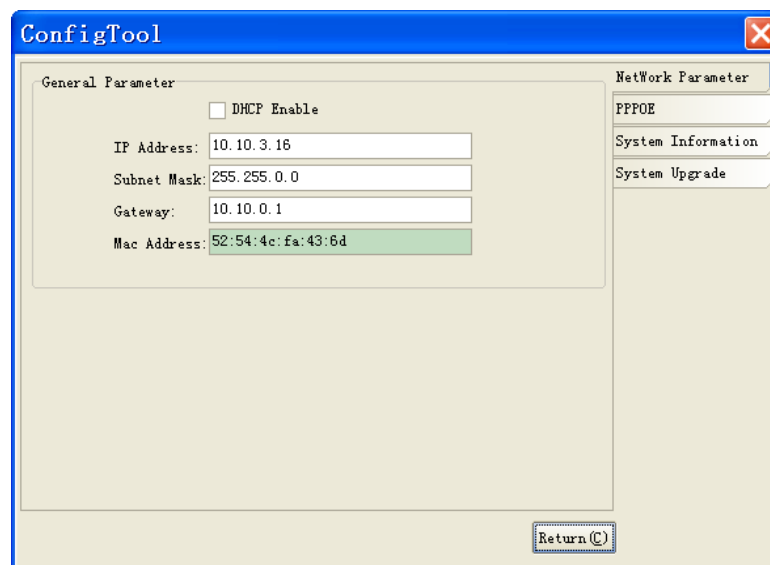 ConfigTool
General Parameter
DHCP Enable
IP Address: 10.10.3.16
Subnet Mask: 255.255.0.0
Gateway: 10.10.0.1
Mac Address: 52:54:4c:fa:43:6d
NetWork Parameter
PPPOE
System Information
System Upgrade
Return(C)